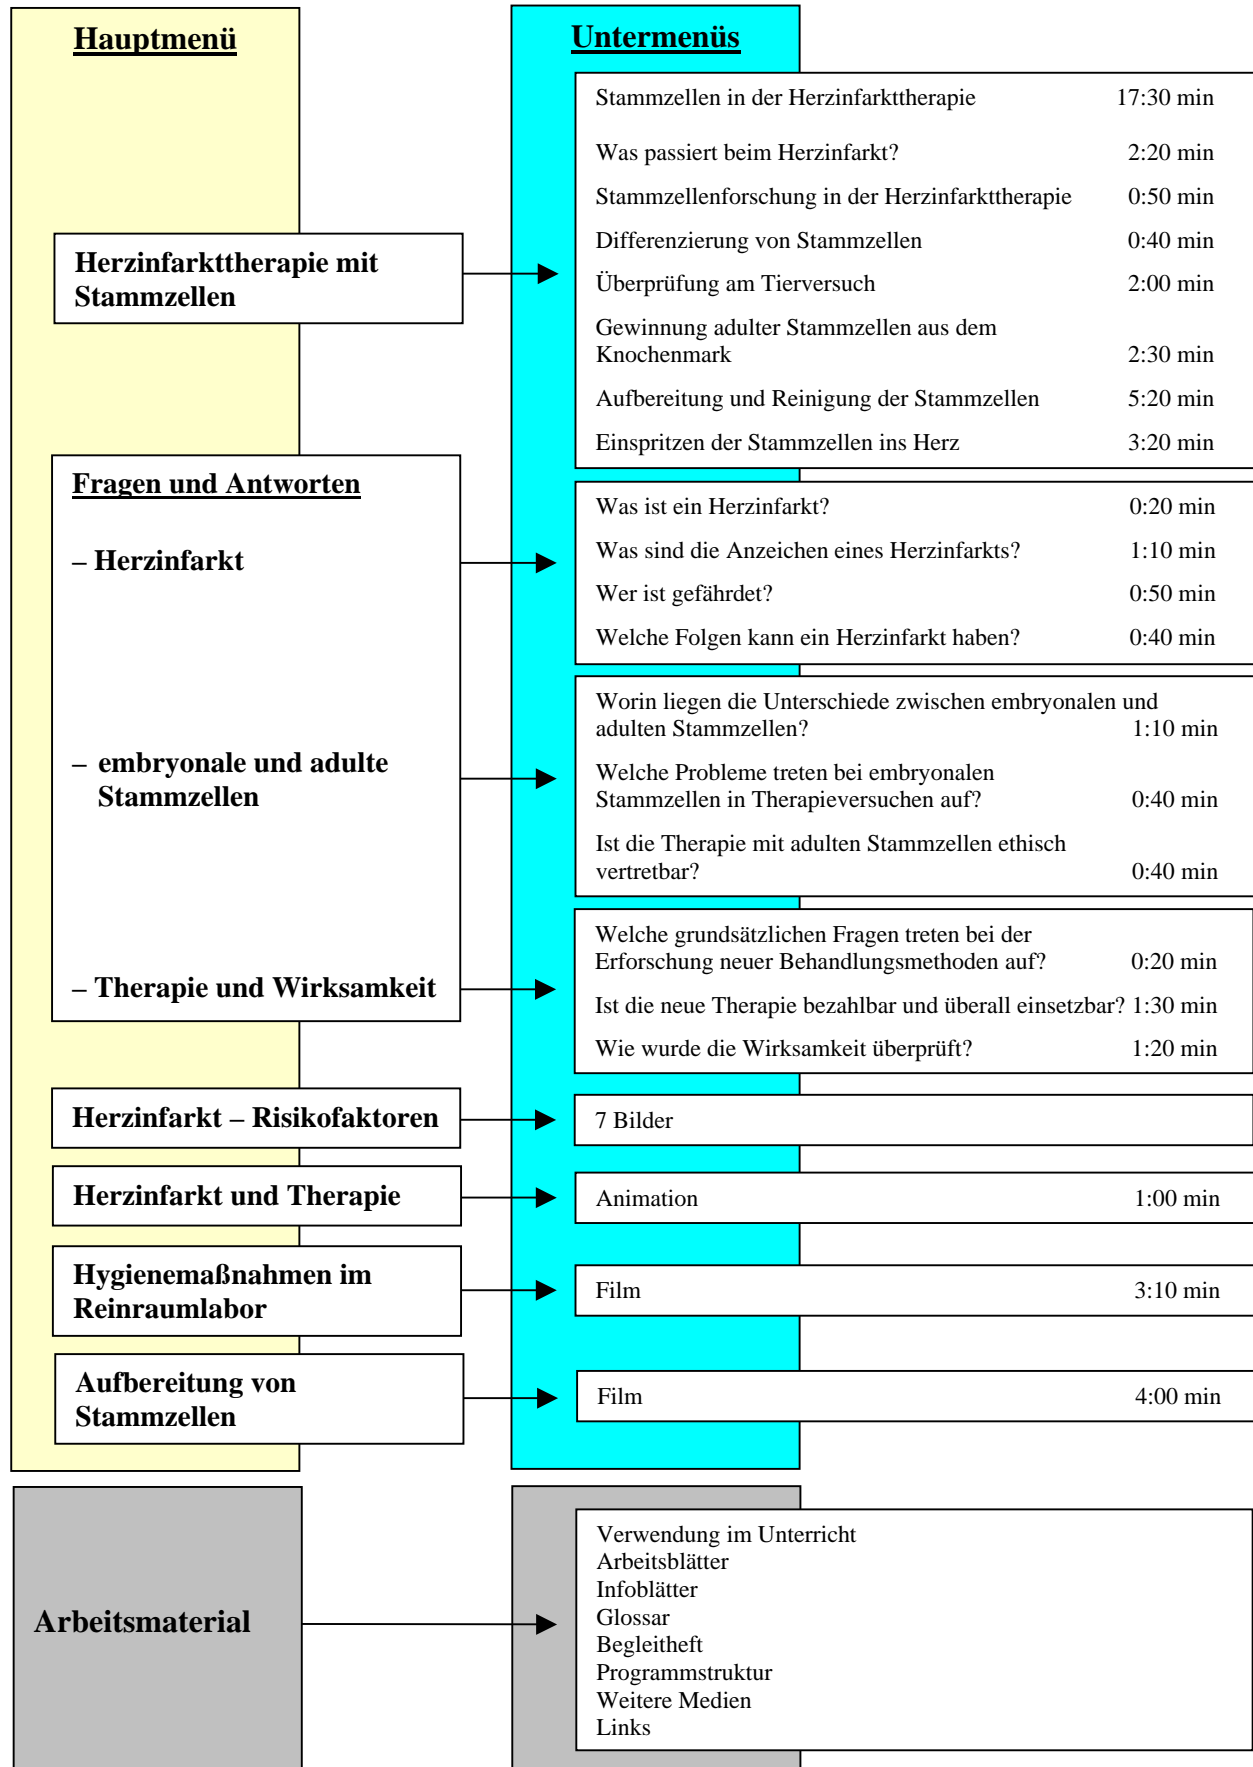 Hauptmenü
Untermenüs
Herzinfarkttherapie mit
Stammzellen
Stammzellen in der Herzinfarkttherapie 17:30 min
Was passiert beim Herzinfarkt? 2:20 min
Stammzellenforschung in der Herzinfarkttherapie 0:50 min
Differenzierung von Stammzellen 0:40 min
Überprüfung am Tierversuch 2:00 min
Gewinnung adulter Stammzellen aus dem
Knochenmark 2:30 min
Aufbereitung und Reinigung der Stammzellen 5:20 min
Einspritzen der Stammzellen ins Herz 3:20 min
Fragen und Antworten
– Herzinfarkt
Was ist ein Herzinfarkt? 0:20 min
Was sind die Anzeichen eines Herzinfarkts? 1:10 min
Wer ist gefährdet? 0:50 min
Welche Folgen kann ein Herzinfarkt haben? 0:40 min
– embryonale und adulte
Stammzellen
Worin liegen die Unterschiede zwischen embryonalen und
adulten Stammzellen? 1:10 min
Welche Probleme treten bei embryonalen
Stammzellen in Therapieversuchen auf? 0:40 min
Ist die Therapie mit adulten Stammzellen ethisch
vertretbar? 0:40 min
– Therapie und Wirksamkeit
Welche grundsätzlichen Fragen treten bei der
Erforschung neuer Behandlungsmethoden auf? 0:20 min
Ist die neue Therapie bezahlbar und überall einsetzbar? 1:30 min
Wie wurde die Wirksamkeit überprüft? 1:20 min
Herzinfarkt – Risikofaktoren
7 Bilder
Herzinfarkt und Therapie
Animation 1:00 min
Hygienemaßnahmen im
Reinraumlabor
Film 3:10 min
Aufbereitung von
Stammzellen
Film 4:00 min
Arbeitsmaterial
Verwendung im Unterricht
Arbeitsblätter
Infoblätter
Glossar
Begleitheft
Programmstruktur
Weitere Medien
Links